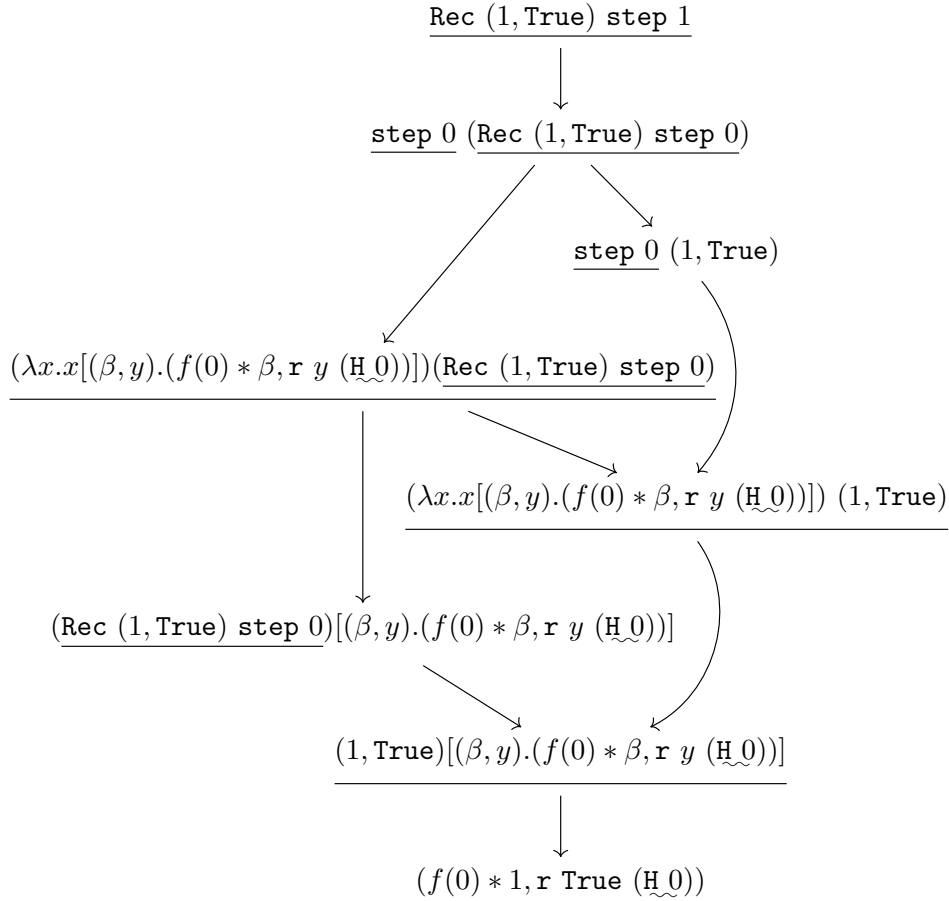 Rec (1, True) step 1
step 0 (Rec (1, True) step 0)
step 0 (1, True)
(λx.x[(β, y).(f(0) ∗ β, r y (H 0))])(Rec (1, True) step 0)
(λx.x[(β, y).(f(0) ∗ β, r y (H 0))]) (1, True)
(Rec (1, True) step 0)[(β, y).(f(0) ∗ β, r y (H 0))]
(1, True)[(β, y).(f(0) ∗ β, r y (H 0))]
(f(0) ∗ 1, r True (H 0))